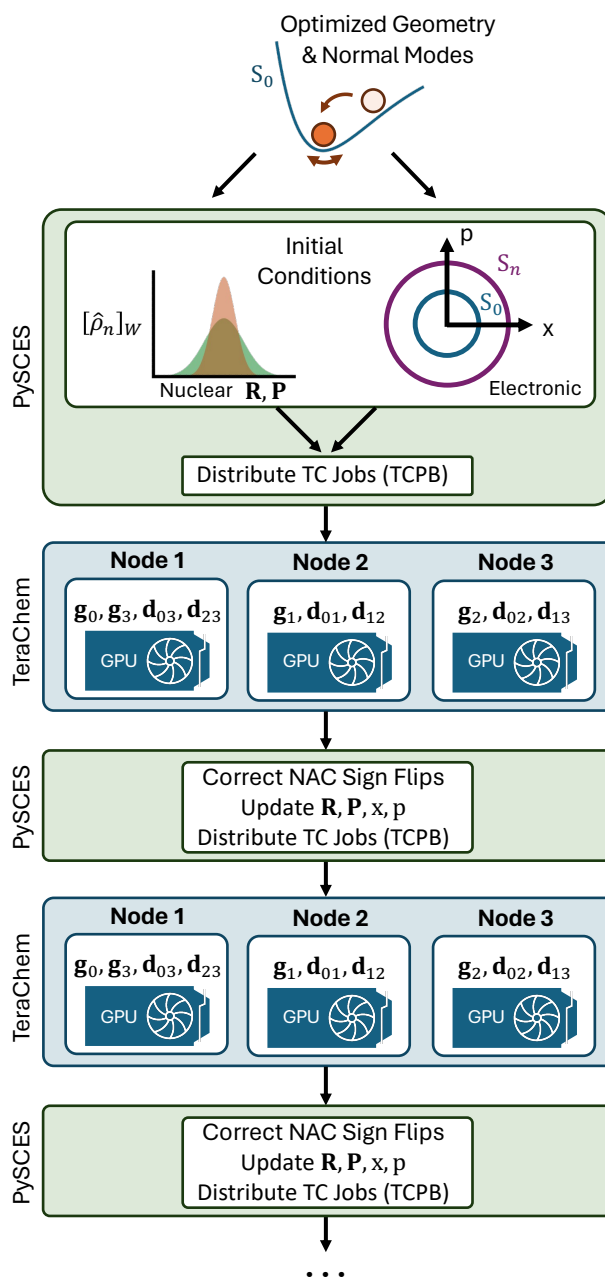 Optimized Geometry
& Normal Modes
S₀
PySCES
Initial
Conditions
[ρ̂ₙ]_W
Nuclear R, P
p
Sₙ
S₀
x
Electronic
Distribute TC Jobs (TCPB)
TeraChem
Node 1
g₀, g₃, d₀₃, d₂₃
GPU
Node 2
g₁, d₀₁, d₁₂
GPU
Node 3
g₂, d₀₂, d₁₃
GPU
PySCES
Correct NAC Sign Flips
Update R, P, x, p
Distribute TC Jobs (TCPB)
TeraChem
Node 1
g₀, g₃, d₀₃, d₂₃
GPU
Node 2
g₁, d₀₁, d₁₂
GPU
Node 3
g₂, d₀₂, d₁₃
GPU
PySCES
Correct NAC Sign Flips
Update R, P, x, p
Distribute TC Jobs (TCPB)
...